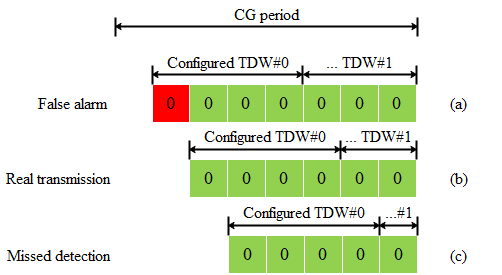 CG period
Configured TDW#0 ... TDW#1
False alarm 0 0 0 0 0 0 0 (a)
Configured TDW#0 ... TDW#1
Real transmission 0 0 0 0 0 0 (b)
Configured TDW#0 ...#1
Missed detection 0 0 0 0 0 (c)